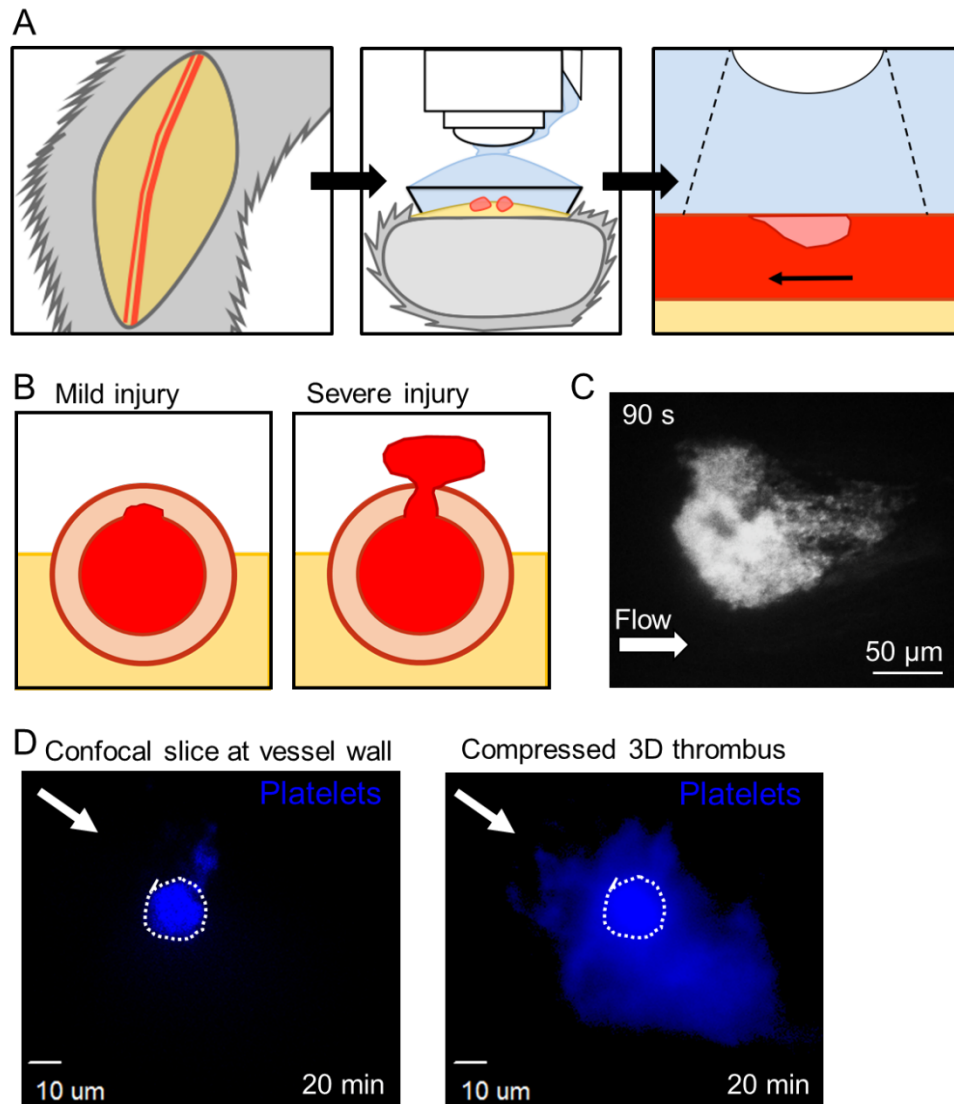 A
B
Mild injury
Severe injury
C
90 s
Flow
50 µm
D
Confocal slice at vessel wall
Compressed 3D thrombus
Platelets
Platelets
10 um
20 min
10 um
20 min